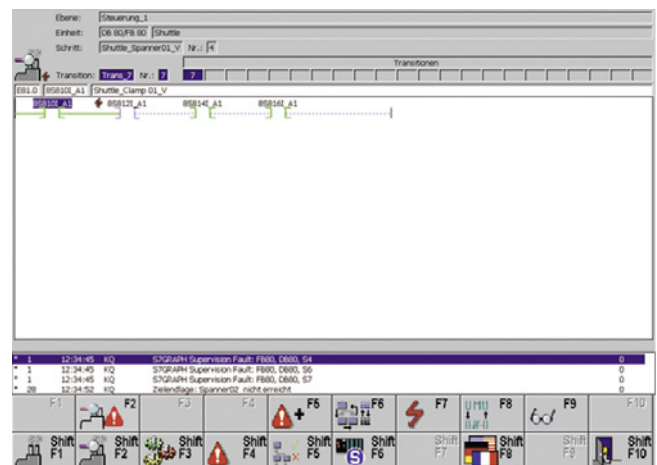 Ebene: Steuerung_1
Einheit: DB 80/FB 80 Shuttle
Schritt: Shuttle_Spanner01_V Nr.: 4
Transitionen
Transition: Trans_7 Nr.: 7 7
E81.0 8S810I_A1 Shuttle_Clamp 01_V
8S810I_A1 8S812I_A1 8S814I_A1 8S816I_A1
* 1 12:34:45 KQ S7GRAPH Supervision Fault: FB80, DB80, S4 0
* 1 12:34:45 KQ S7GRAPH Supervision Fault: FB80, DB80, S6 0
* 1 12:34:45 KQ S7GRAPH Supervision Fault: FB80, DB80, S7 0
* 28 12:34:52 KQ Zielendlage: Spanner02 nicht erreicht 0
F1 F2 F3 F4 F5 F6 F7 F8 F9 F10
Shift F1 Shift F2 Shift F3 Shift F4 Shift F5 Shift F6 Shift F7 Shift F8 Shift F9 Shift F10